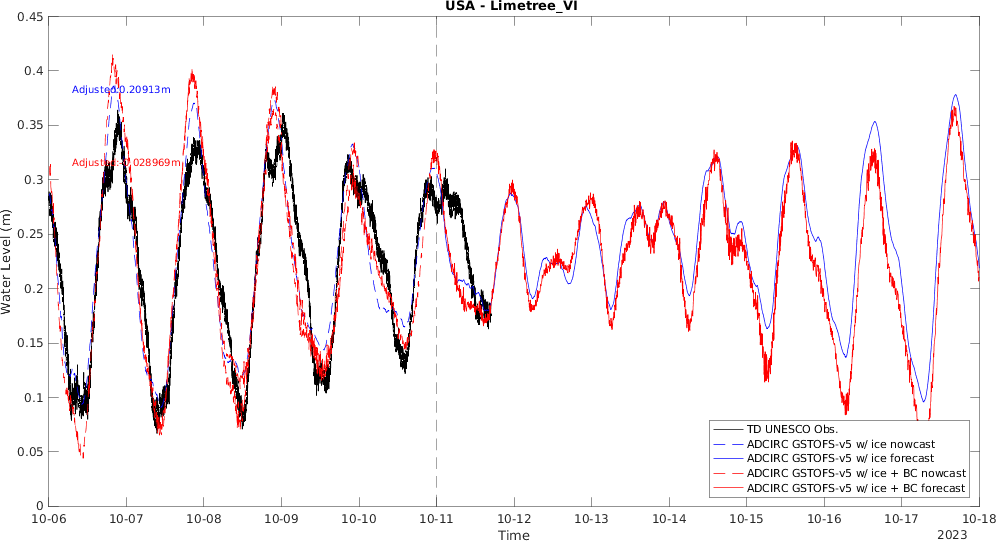 USA - Limetree_VI
0.45
0.4
0.35
0.3
0.25
0.2
0.15
0.1
0.05
0
Water Level (m)
Adjusted:0.20913m
Adjusted:-0.028969m
TD UNESCO Obs.
ADCIRC GSTOFS-v5 w/ ice nowcast
ADCIRC GSTOFS-v5 w/ ice forecast
ADCIRC GSTOFS-v5 w/ ice + BC nowcast
ADCIRC GSTOFS-v5 w/ ice + BC forecast
10-06 10-07 10-08 10-09 10-10 10-11 10-12 10-13 10-14 10-15 10-16 10-17 10-18
Time
2023